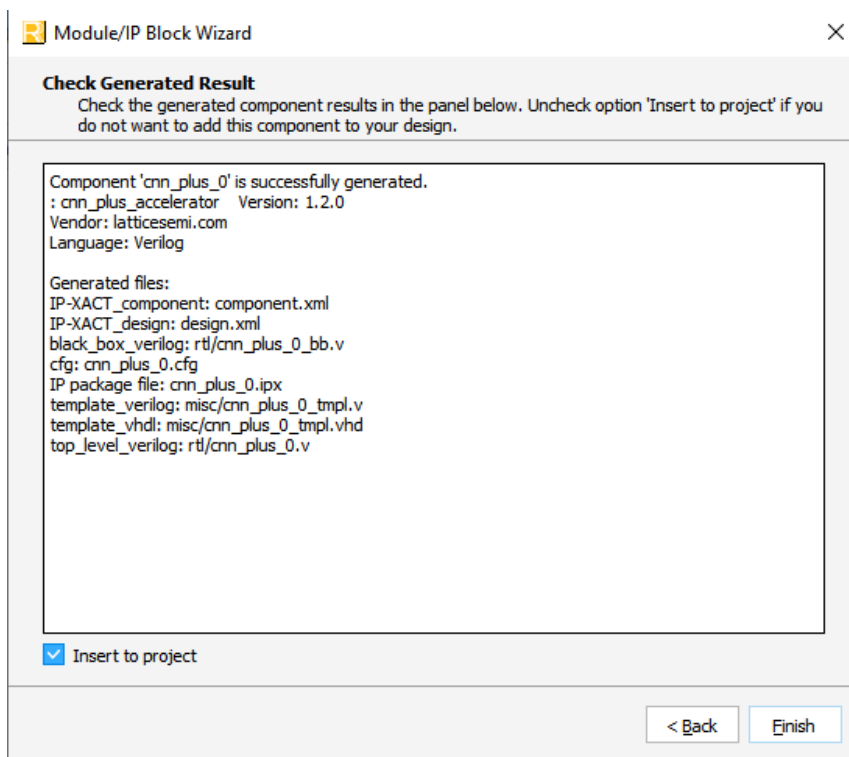 Module/IP Block Wizard
Check Generated Result
Check the generated component results in the panel below. Uncheck option 'Insert to project' if you
do not want to add this component to your design.
Component 'cnn_plus_0' is successfully generated.
: cnn_plus_accelerator    Version: 1.2.0
Vendor: latticesemi.com
Language: Verilog
Generated files:
IP-XACT_component: component.xml
IP-XACT_design: design.xml
black_box_verilog: rtl/cnn_plus_0_bb.v
cfg: cnn_plus_0.cfg
IP package file: cnn_plus_0.ipx
template_verilog: misc/cnn_plus_0_tmpl.v
template_vhdl: misc/cnn_plus_0_tmpl.vhd
top_level_verilog: rtl/cnn_plus_0.v
Insert to project
< Back    Finish